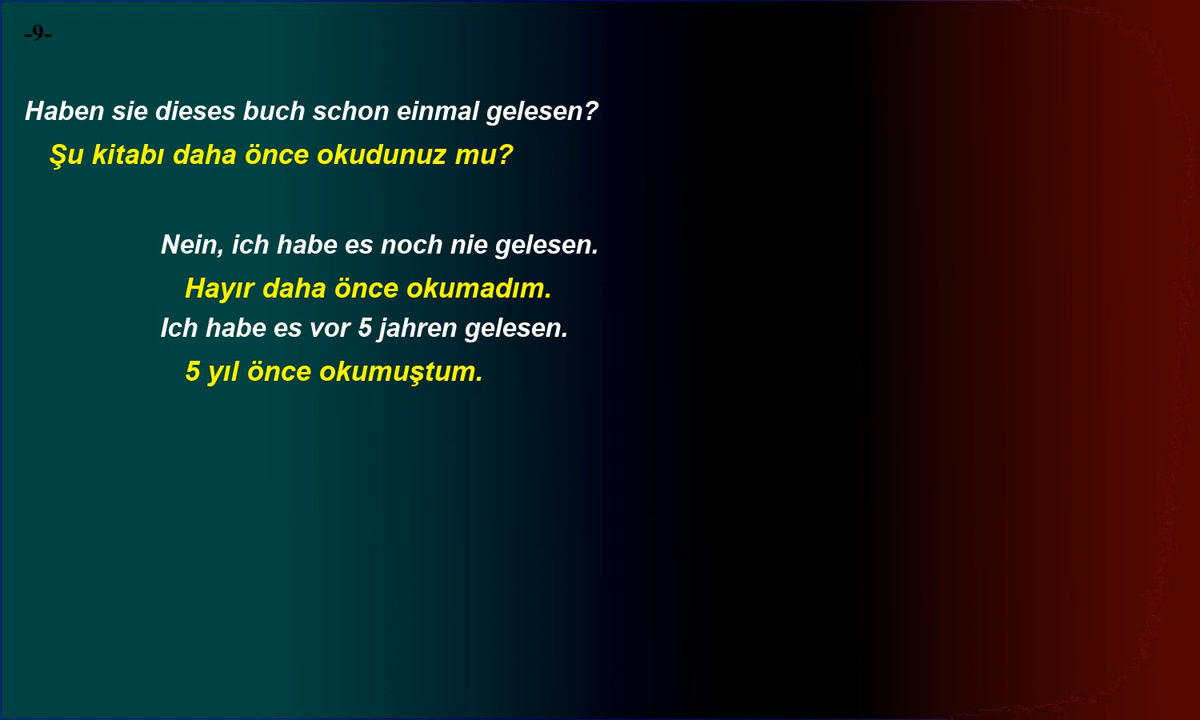 -9-
Haben sie dieses buch schon einmal gelesen?
Şu kitabı daha önce okudunuz mu?
Nein, ich habe es noch nie gelesen.
Hayır daha önce okumadım.
Ich habe es vor 5 jahren gelesen.
5 yıl önce okumuştum.